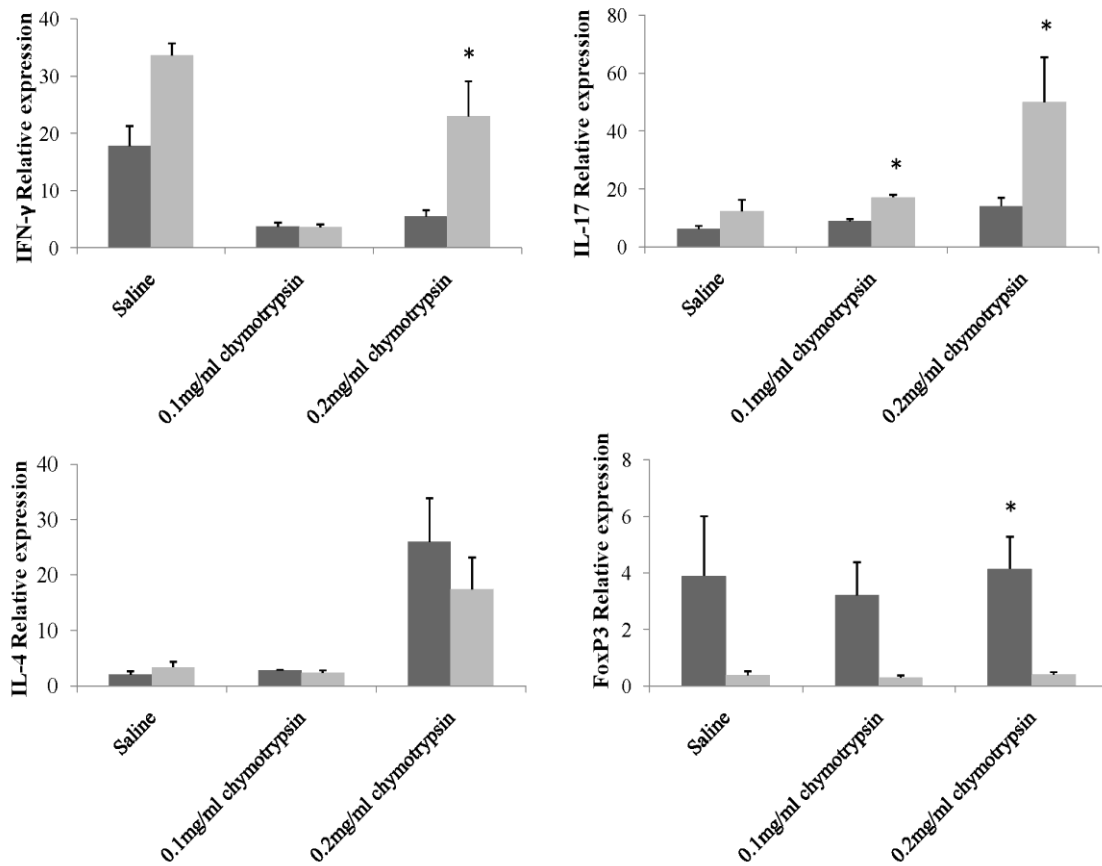 IFN-γ Relative expression
40
30
20
10
0
*
Saline
0.1mg/ml chymotrypsin
0.2mg/ml chymotrypsin
IL-17 Relative expression
80
60
40
20
0
*
*
Saline
0.1mg/ml chymotrypsin
0.2mg/ml chymotrypsin
IL-4 Relative expression
40
30
20
10
0
Saline
0.1mg/ml chymotrypsin
0.2mg/ml chymotrypsin
FoxP3 Relative expression
8
6
4
2
0
*
Saline
0.1mg/ml chymotrypsin
0.2mg/ml chymotrypsin